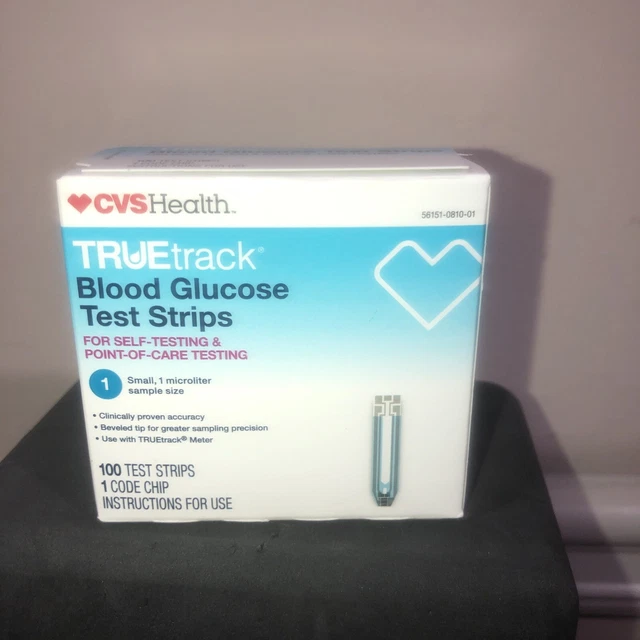 CVSHealth™
56151-0810-01
TRUEtrack®
Blood Glucose
Test Strips
FOR SELF-TESTING &
POINT-OF-CARE TESTING
1
Small, 1 microliter
sample size
• Clinically proven accuracy
• Beveled tip for greater sampling precision
• Use with TRUEtrack® Meter
100 TEST STRIPS
1 CODE CHIP
INSTRUCTIONS FOR USE